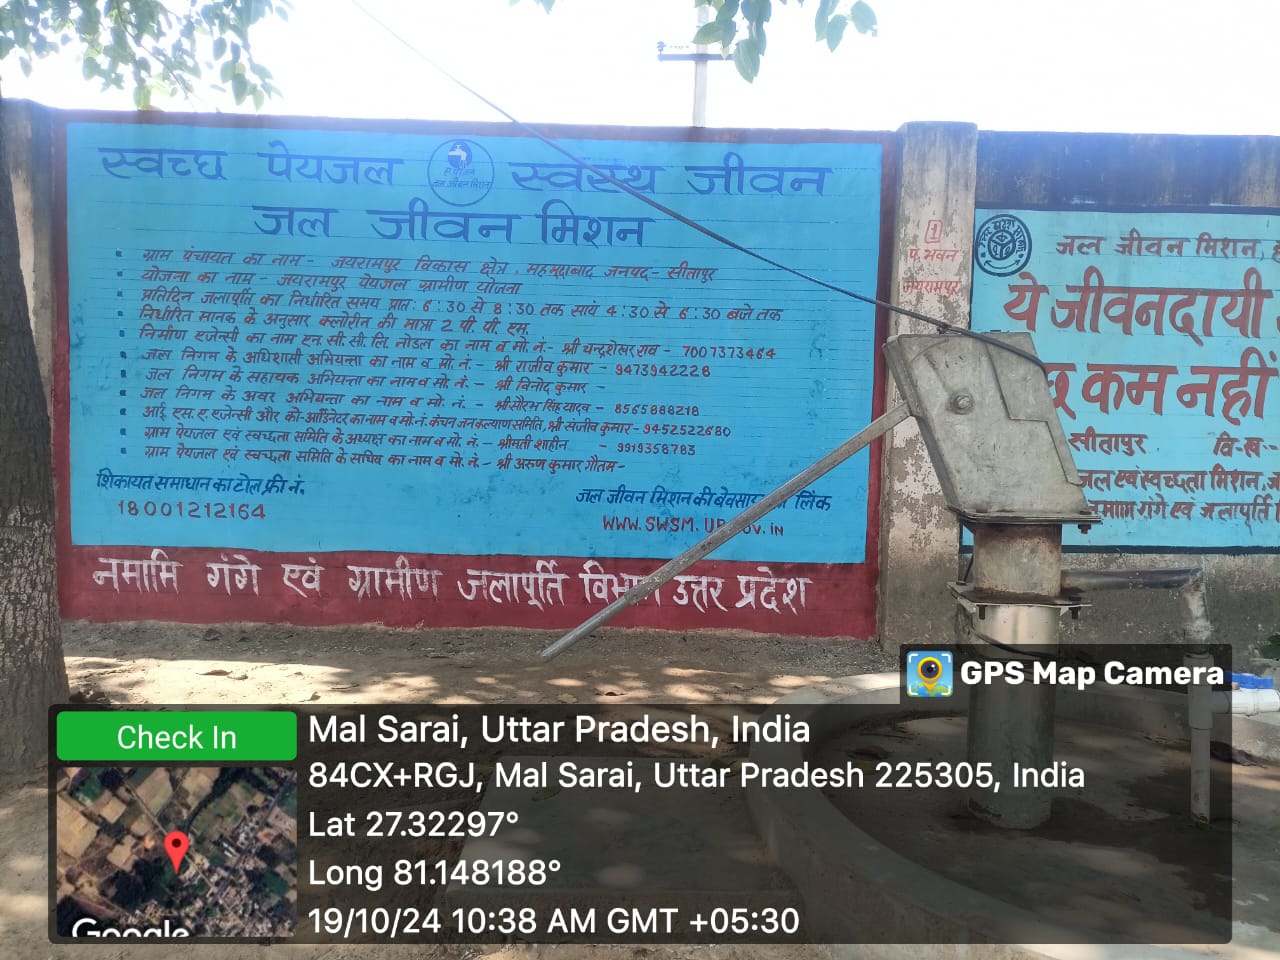 स्वच्छ पेयजल स्वस्थ जीवन
हर घर जल
जल जीवन मिशन
जल जीवन मिशन
ग्राम पंचायत का नाम - जयरामपुर विकास क्षेत्र, महमूदाबाद जनपद - सीतापुर
योजना का नाम - जयरामपुर पेयजल ग्रामीण योजना
प्रतिदिन जलापूर्ति का निर्धारित समय प्रातः 6:30 से 8:30 तक सायं 4:30 से 6:30 बजे तक
निर्धारित मानक के अनुसार क्लोरीन की मात्रा 2 पी. पी. एम.
निर्माण एजेन्सी का नाम एन. सी. सी. लि. नोडल का नाम व मो. नं.- श्री चन्द्रशेखर राव - 7007373464
जल निगम के अधिशासी अभियन्ता का नाम व मो. नं. - श्री राजीव कुमार - 9473942228
जल निगम के सहायक अभियन्ता का नाम व मो. नं. - श्री विनोद कुमार -
जल निगम के अवर अभियन्ता का नाम व मो. नं. - श्री सौरभ सिंह यादव - 8565888218
आई. एस. ए. एजेन्सी और को-आर्डिनेटर का नाम व मो. नं. कंचन जनकल्याण समिति, श्री संजीव कुमार - 9452522680
ग्राम पेयजल एवं स्वच्छता समिति के अध्यक्ष का नाम व मो. नं. - श्रीमती शाहीन - 9919358783
ग्राम पेयजल एवं स्वच्छता समिति के सचिव का नाम व मो. नं. - श्री अरुण कुमार गौतम -
शिकायत समाधान का टोल फ्री नं.
18001212164
जल जीवन मिशन की वेबसाइट लिंक
WWW.SWSM.UP.GOV.IN
नमामि गंगे एवं ग्रामीण जलापूर्ति विभाग उत्तर प्रदेश
1
पं. भवनं
जयरामपुर
जल जीवन मिशन, ह
ये जीवनदायी
कम नहीं
सीतापुर वि.ख.-
जल एवं स्वच्छता मिशन,
गंगे एवं जलापूर्ति
GPS Map Camera
Check In
Mal Sarai, Uttar Pradesh, India
84CX+RGJ, Mal Sarai, Uttar Pradesh 225305, India
Lat 27.32297°
Long 81.148188°
19/10/24 10:38 AM GMT +05:30
Google